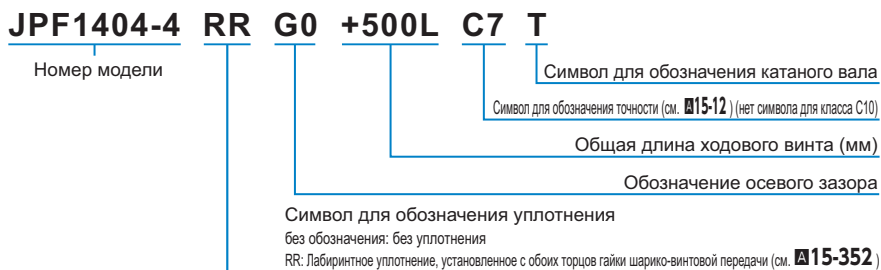 JPF1404-4 RR G0 +500L C7 T
Номер модели
Символ для обозначения катаного вала
Символ для обозначения точности (см. A15-12 ) (нет символа для класса C10)
Общая длина ходового винта (мм)
Обозначение осевого зазора
Символ для обозначения уплотнения
без обозначения: без уплотнения
RR: Лабиринтное уплотнение, установленное с обоих торцов гайки шарико-винтовой передачи (см. A15-352 )